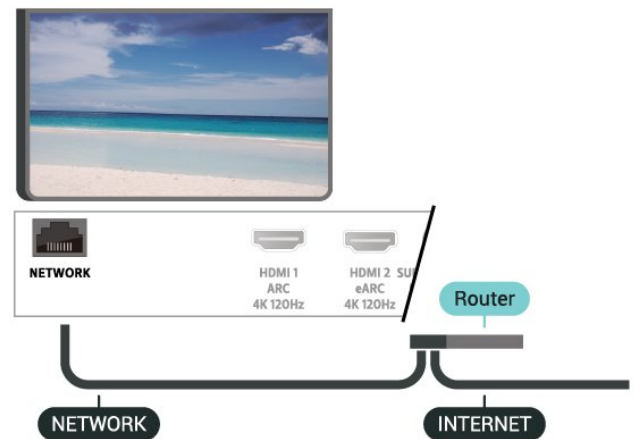 NETWORK
HDMI 1
ARC
4K 120Hz
HDMI 2
eARC
4K 120Hz
Router
NETWORK
INTERNET